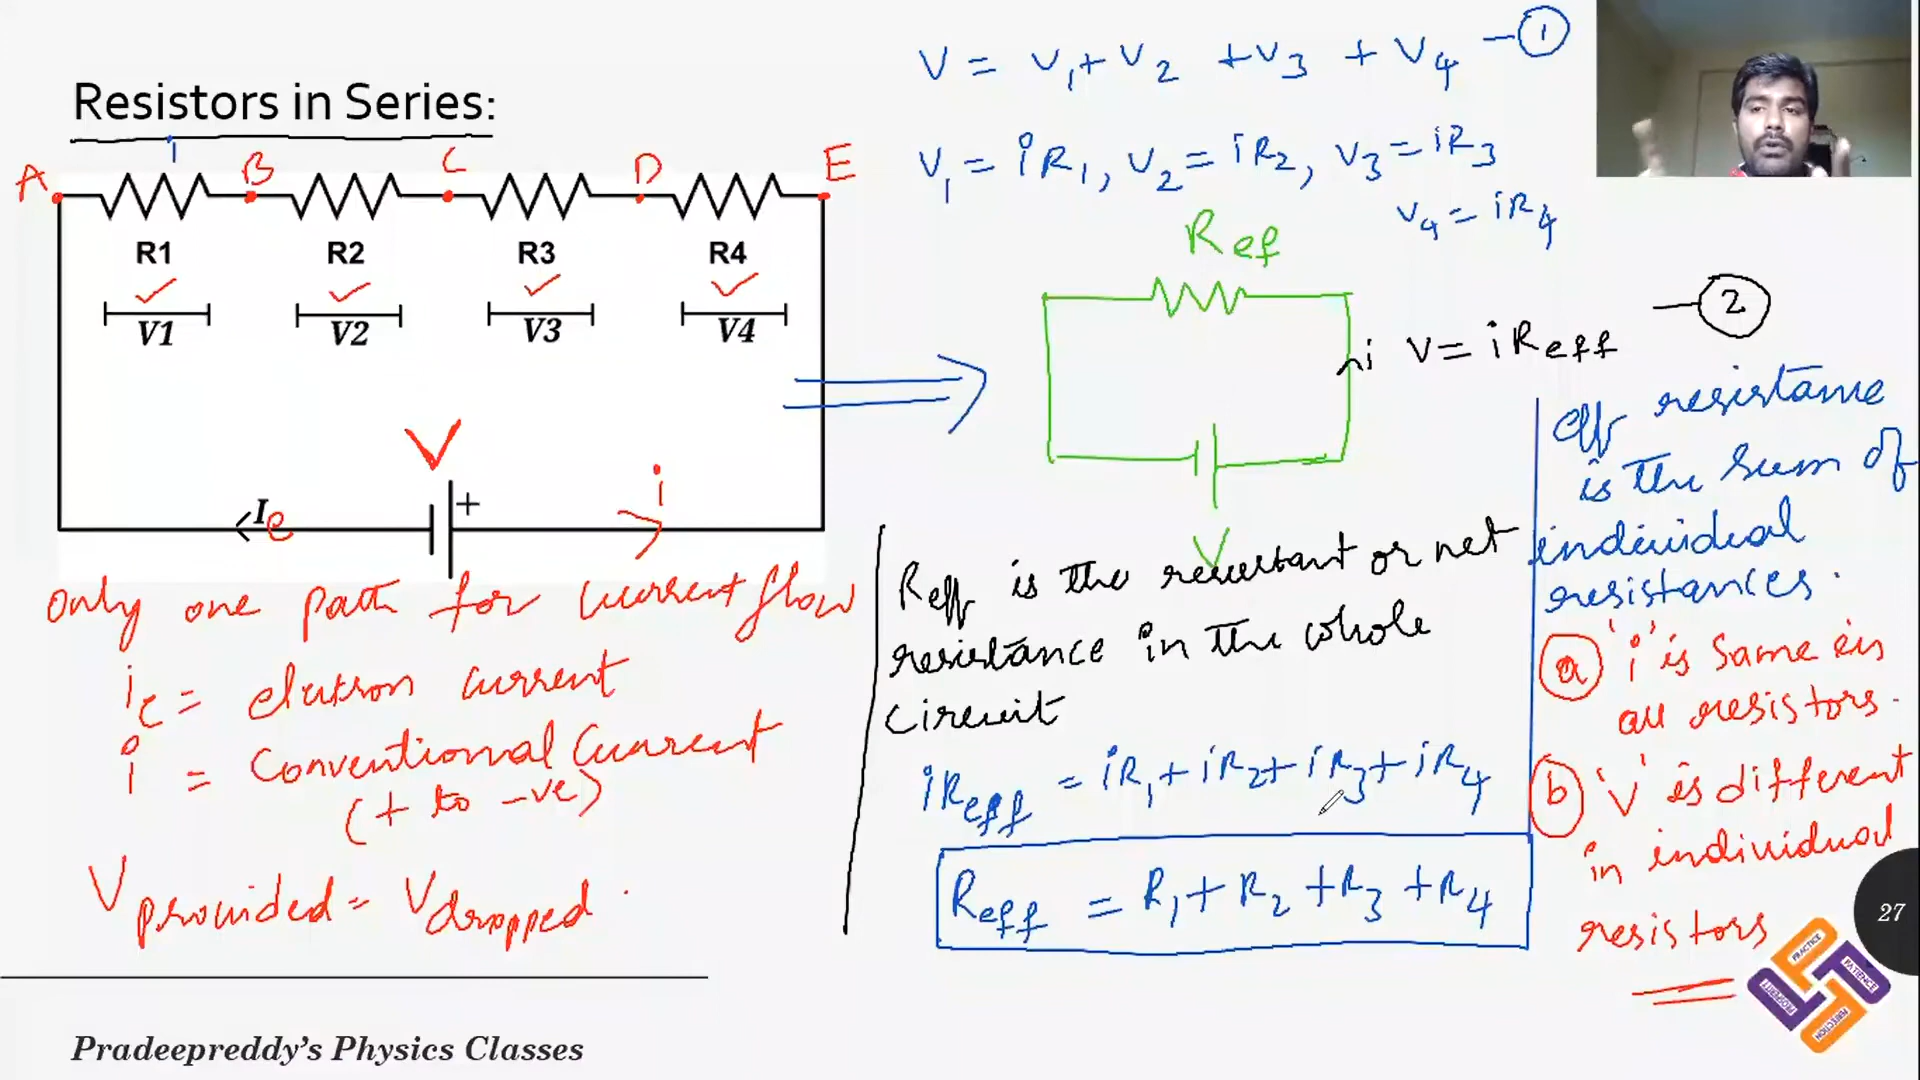 Resistors in Series:
A
i
B
C
D
E
R1
R2
R3
R4
V1
V2
V3
V4
V
I e
+
i
only one path for current flow
ie = electron current
i = Conventional Current
(+ to -ve)
V provided = V dropped.
V = V1 + V2 + V3 + V4 — 1
V1 = iR1, V2 = iR2, V3 = iR3
V4 = iR4
Ref
i
V = iReff — 2
V
Reff is the resultant or net
resistance in the whole
circuit
iReff = iR1 + iR2 + iR3 + iR4
Reff = R1 + R2 + R3 + R4
eff resistance
is the sum of
individual
resistances.
a 'i' is same in
all resistors.
b 'V' is different
in individual
resistors
27
PRACTICE
PATIENCE
Pradeepreddy's Physics Classes